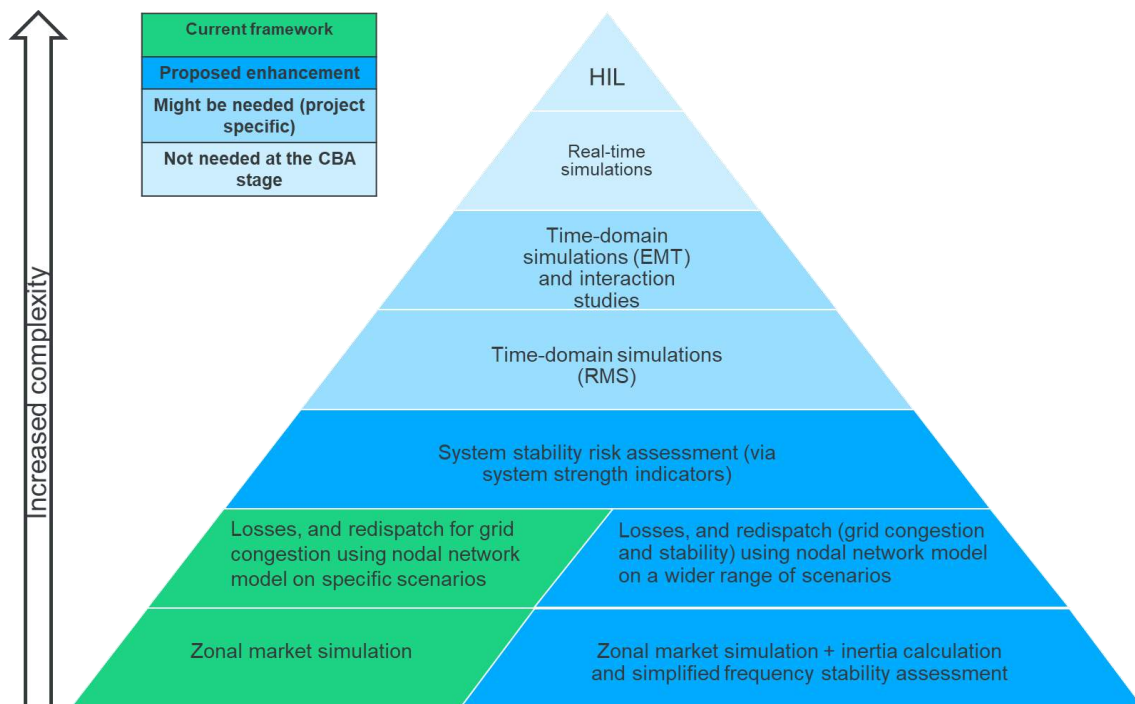 Current framework
Proposed enhancement
Might be needed (project
specific)
Not needed at the CBA
stage
Increased complexity
HIL
Real-time
simulations
Time-domain
simulations (EMT)
and interaction
studies
Time-domain simulations
(RMS)
System stability risk assessment (via
system strength indicators)
Losses, and redispatch for grid
congestion using nodal network
model on specific scenarios
Losses, and redispatch (grid congestion
and stability) using nodal network model
on a wider range of scenarios
Zonal market simulation
Zonal market simulation + inertia calculation
and simplified frequency stability assessment